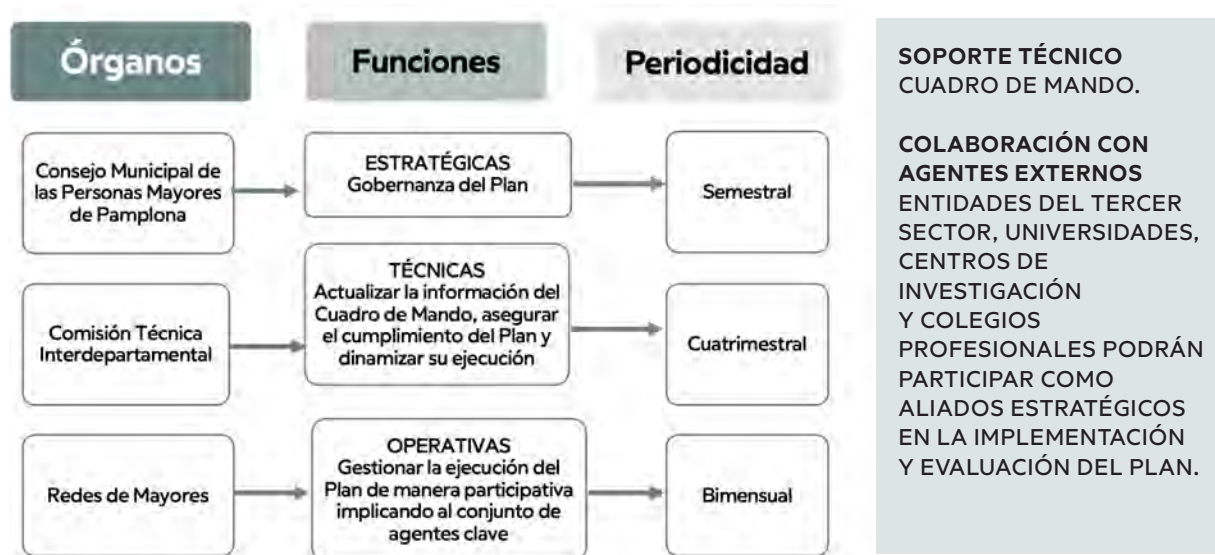 Órganos
Funciones
Periodicidad
Consejo Municipal de
las Personas Mayores
de Pamplona
ESTRATÉGICAS
Gobernanza del Plan
Semestral
Comisión Técnica
Interdepartamental
TÉCNICAS
Actualizar la información del
Cuadro de Mando, asegurar
el cumplimiento del Plan y
dinamizar su ejecución
Cuatrimestral
Redes de Mayores
OPERATIVAS
Gestionar la ejecución del
Plan de manera participativa
implicando al conjunto de
agentes clave
Bimensual
SOPORTE TÉCNICO
CUADRO DE MANDO.
COLABORACIÓN CON
AGENTES EXTERNOS
ENTIDADES DEL TERCER
SECTOR, UNIVERSIDADES,
CENTROS DE
INVESTIGACIÓN
Y COLEGIOS
PROFESIONALES PODRÁN
PARTICIPAR COMO
ALIADOS ESTRATÉGICOS
EN LA IMPLEMENTACIÓN
Y EVALUACIÓN DEL PLAN.